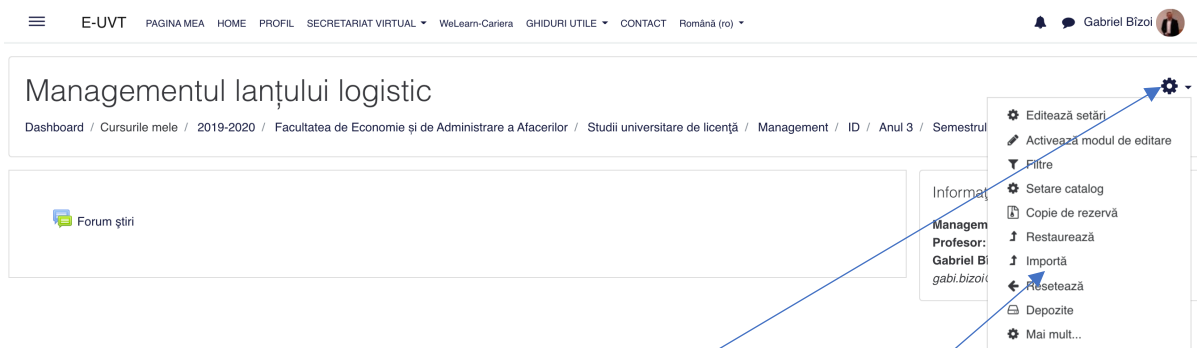 E-UVT PAGINA MEA HOME PROFIL SECRETARIAT VIRTUAL WeLearn-Cariera GHIDURI UTILE CONTACT Română (ro) Gabriel Bîzoi
Managementul lanțului logistic
Dashboard / Cursurile mele / 2019-2020 / Facultatea de Economie și de Administrare a Afacerilor / Studii universitare de licenţă / Management / ID / Anul 3 / Semestrul
Editează setări
Activează modul de editare
Filtre
Setare catalog
Copie de rezervă
Restaurează
Importă
Resetează
Depozite
Mai mult...
Forum ştiri
Informaţ
Managem
Profesor:
Gabriel Bî
gabi.bizoi